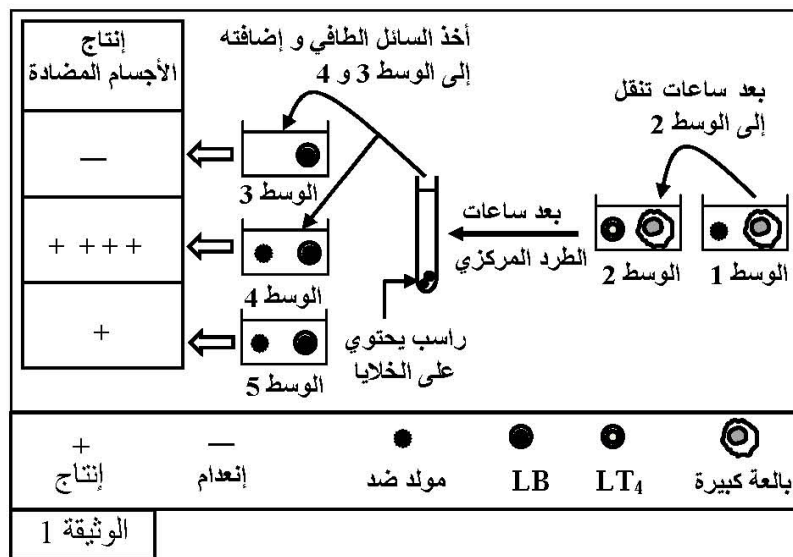 إنتاج
الأجسام المضادة
أخذ السائل الطافي و إضافته
إلى الوسط 3 و 4
بعد ساعات تنقل
إلى الوسط 2
—
الوسط 3
+ +++
الوسط 4
+
الوسط 5
بعد ساعات
الطرد المركزي
راسب يحتوي
على الخلايا
الوسط 2
الوسط 1
+
إنتاج
—
إنعدام
مولد ضد
LB
LT₄
بالعة كبيرة
الوثيقة 1